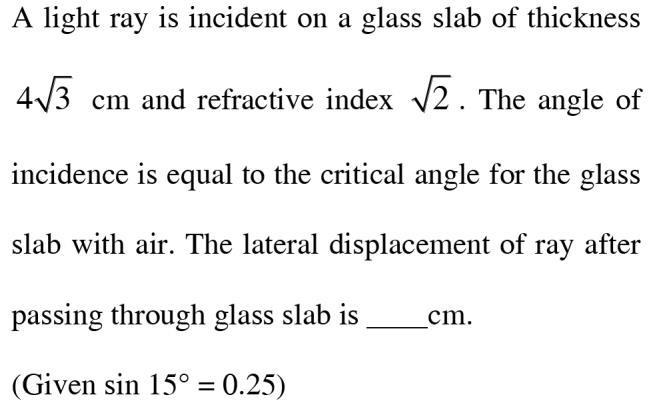 A light ray is incident on a glass slab of thickness
4√3 cm and refractive index √2. The angle of
incidence is equal to the critical angle for the glass
slab with air. The lateral displacement of ray after
passing through glass slab is ____cm.
(Given sin 15° = 0.25)